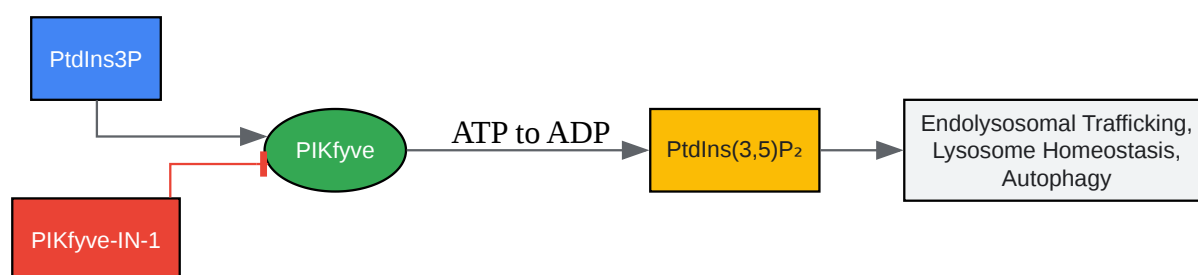 PtdIns3P
PIKfyve
ATP to ADP
PtdIns(3,5)P₂
Endolysosomal Trafficking,
Lysosome Homeostasis,
Autophagy
PIKfyve-IN-1